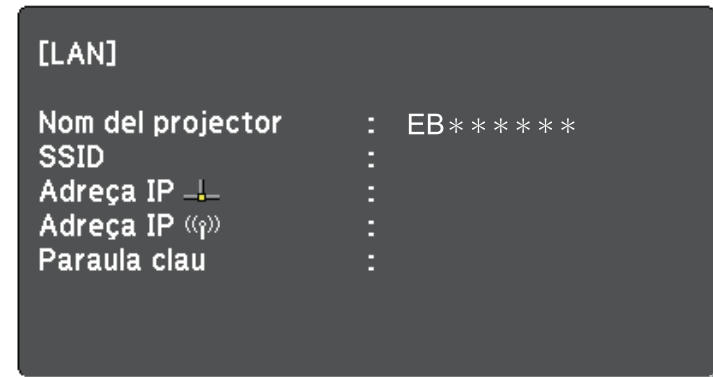 [LAN]
Nom del projector : EB******
SSID :
Adreça IP :
Adreça IP :
Paraula clau :